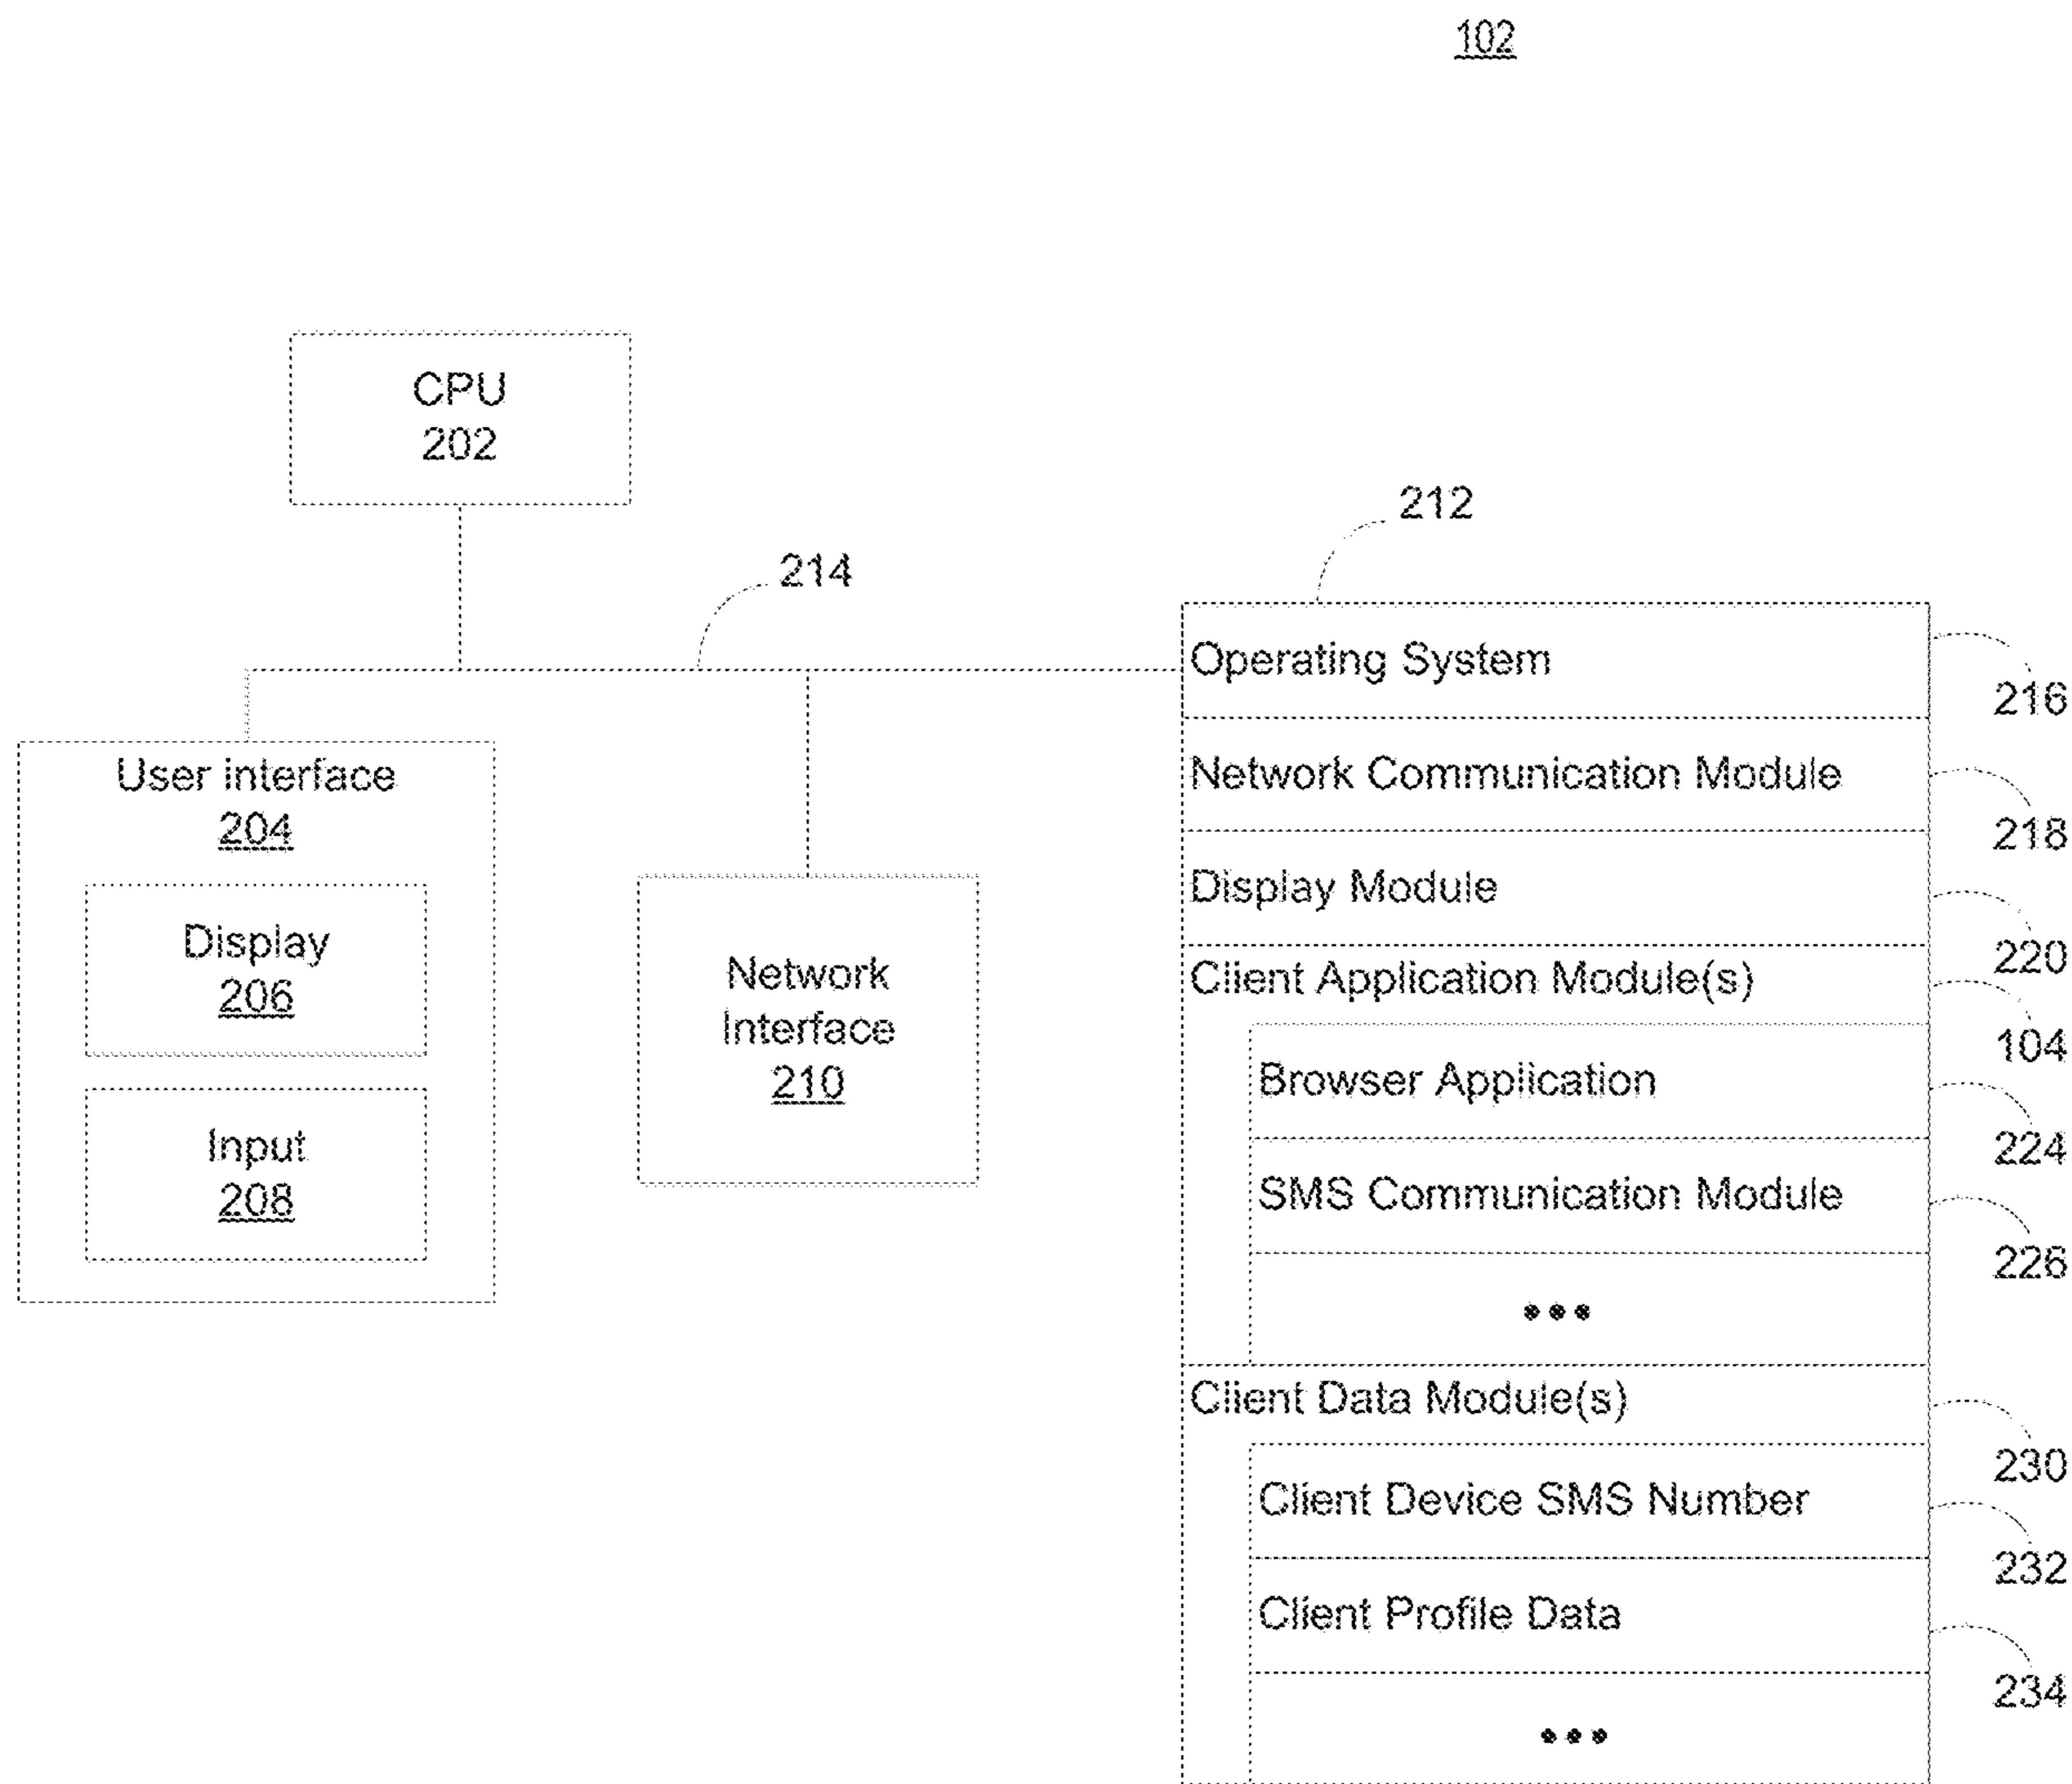 102
CPU
202
212
214
Operating System
216
User interface
204
Network Communication Module
218
Display Module
220
Display
206
Network
Interface
210
Client Application Module(s)
104
Browser Application
224
Input
208
SMS Communication Module
226
•••
Client Data Module(s)
230
Client Device SMS Number
232
Client Profile Data
234
•••